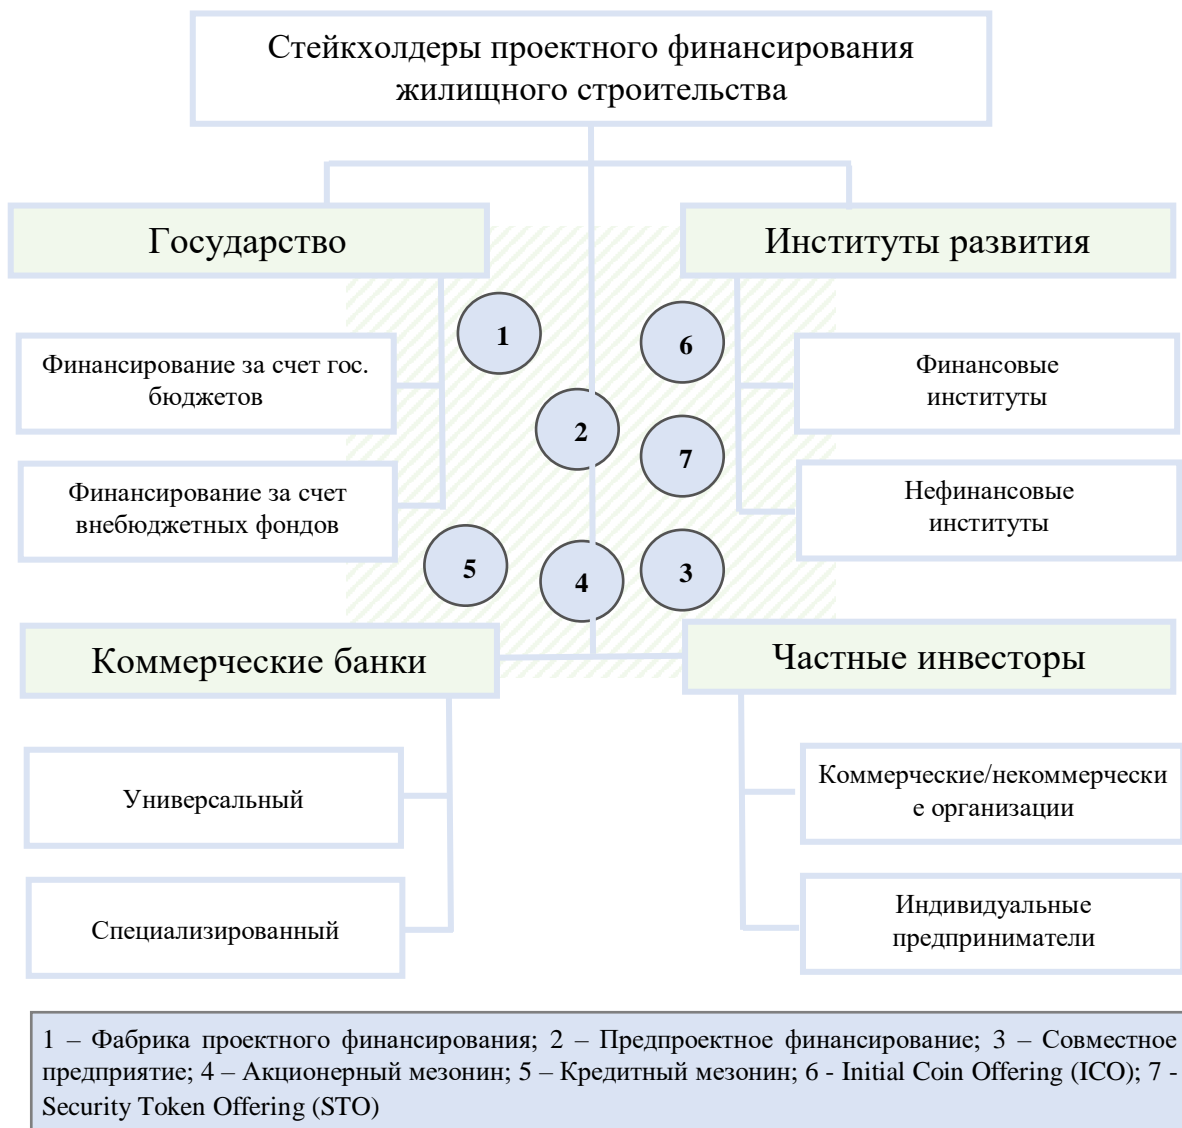 Стейкхолдеры проектного финансирования
жилищного строительства
Государство
Институты развития
1
6
Финансирование за счет гос.
бюджетов
Финансовые
институты
2
7
Финансирование за счет
внебюджетных фондов
Нефинансовые
институты
5
4
3
Коммерческие банки
Частные инвесторы
Универсальный
Коммерческие/некоммерчески
е организации
Специализированный
Индивидуальные
предприниматели
1 – Фабрика проектного финансирования; 2 – Предпроектное финансирование; 3 – Совместное
предприятие; 4 – Акционерный мезонин; 5 – Кредитный мезонин; 6 - Initial Coin Offering (ICO); 7 -
Security Token Offering (STO)